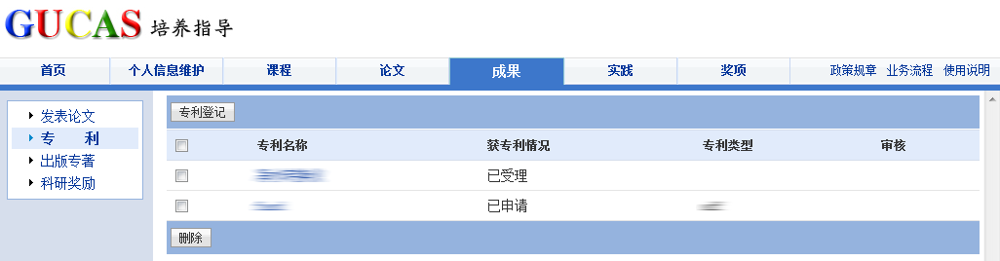 GUCAS 培养指导
首页 个人信息维护 课程 论文 成果 实践 奖项 政策规章 业务流程 使用说明
发表论文
专 利
出版专著
科研奖励
专利登记
专利名称 获专利情况 专利类型 审核
已受理
已申请
删除